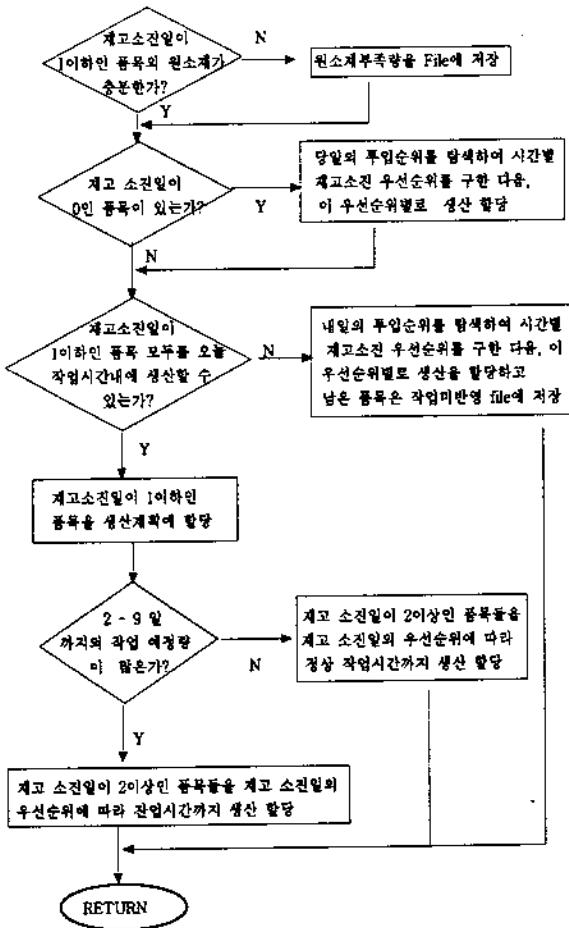 재고소진일이
1이하인 품목의 원소재가
충분한가?
N
원소재부족량을 File에 저장
Y
재고 소진일이
0인 품목이 있는가?
Y
당일의 투입순위를 탐색하여 시간별
재고소진 우선순위를 구한 다음,
이 우선순위별로 생산 할당
N
재고소진일이
1이하인 품목 모두를 오늘
작업시간내에 생산할 수
있는가?
N
내일의 투입순위를 탐색하여 시간별
재고소진 우선순위를 구한 다음, 이
우선순위별로 생산을 할당하고
남은 품목은 작업미반영 file에 저장
Y
재고소진일이 1이하인
품목을 생산계획에 할당
2 - 9 일
까지의 작업 예정량
이 많은가?
N
재고 소진일이 2이상인 품목들을
재고 소진일의 우선순위에 따라
정상 작업시간까지 생산 할당
Y
재고 소진일이 2이상인 품목들을 재고 소진일의
우선순위에 따라 잔업시간까지 생산 할당
RETURN